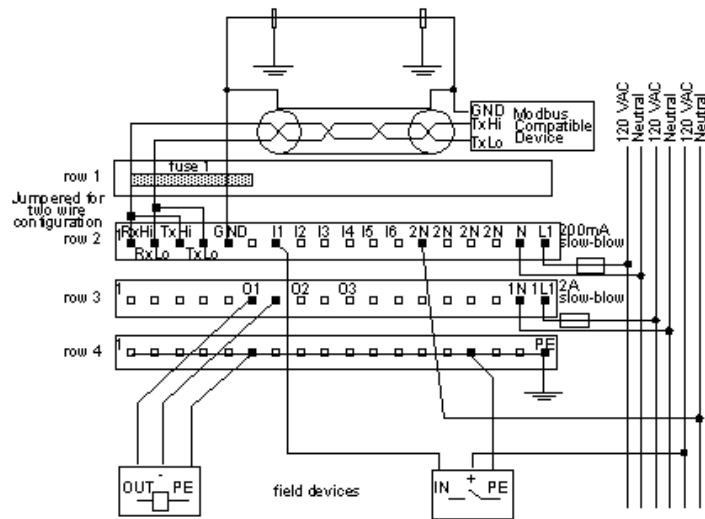 120 VAC
Neutral
120 VAC
Neutral
120 VAC
Neutral
GND
TxHi
TxLo
Modbus
Compatible
Device
row 1
fuse 1
Jumpered for
two wire
configuration
row 2
1 RxHi TxHi GND I1 I2 I3 I4 I5 I6 2N 2N 2N 2N N L1
RxLo TxLo
200mA
slow-blow
row 3
1 O1 O2 O3 1N 1L1
2A
slow-blow
row 4
1 PE
OUT - PE
field devices
IN + PE